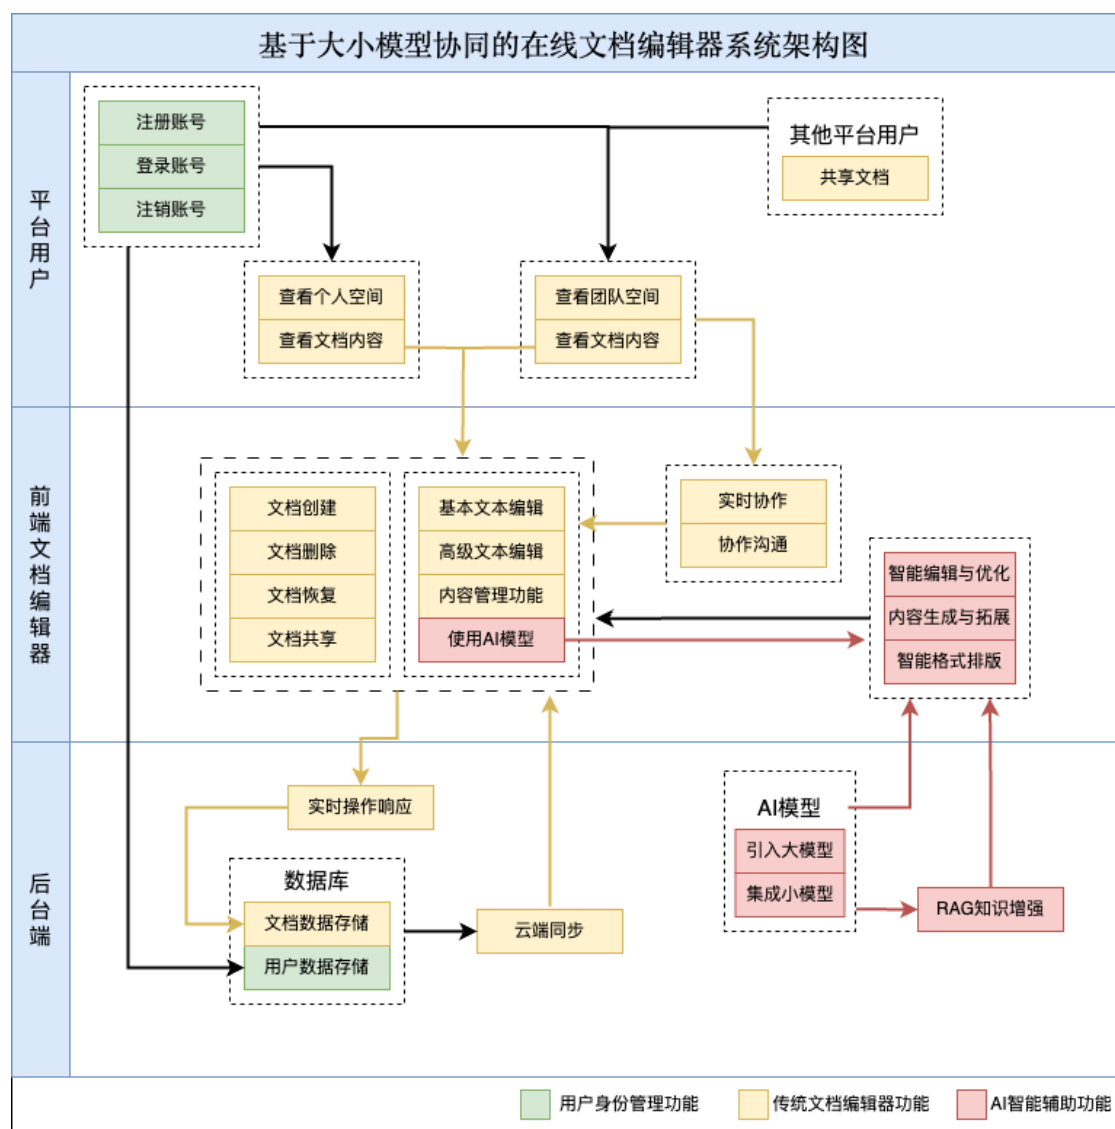 基于大小模型协同的在线文档编辑器系统架构图
平台用户
注册账号
登录账号
注销账号
其他平台用户
共享文档
查看个人空间
查看文档内容
查看团队空间
查看文档内容
前端文档编辑器
文档创建
文档删除
文档恢复
文档共享
基本文本编辑
高级文本编辑
内容管理功能
使用AI模型
实时协作
协作沟通
智能编辑与优化
内容生成与拓展
智能格式排版
后台端
实时操作响应
数据库
文档数据存储
用户数据存储
云端同步
AI模型
引入大模型
集成小模型
RAG知识增强
用户身份管理功能
传统文档编辑器功能
AI智能辅助功能